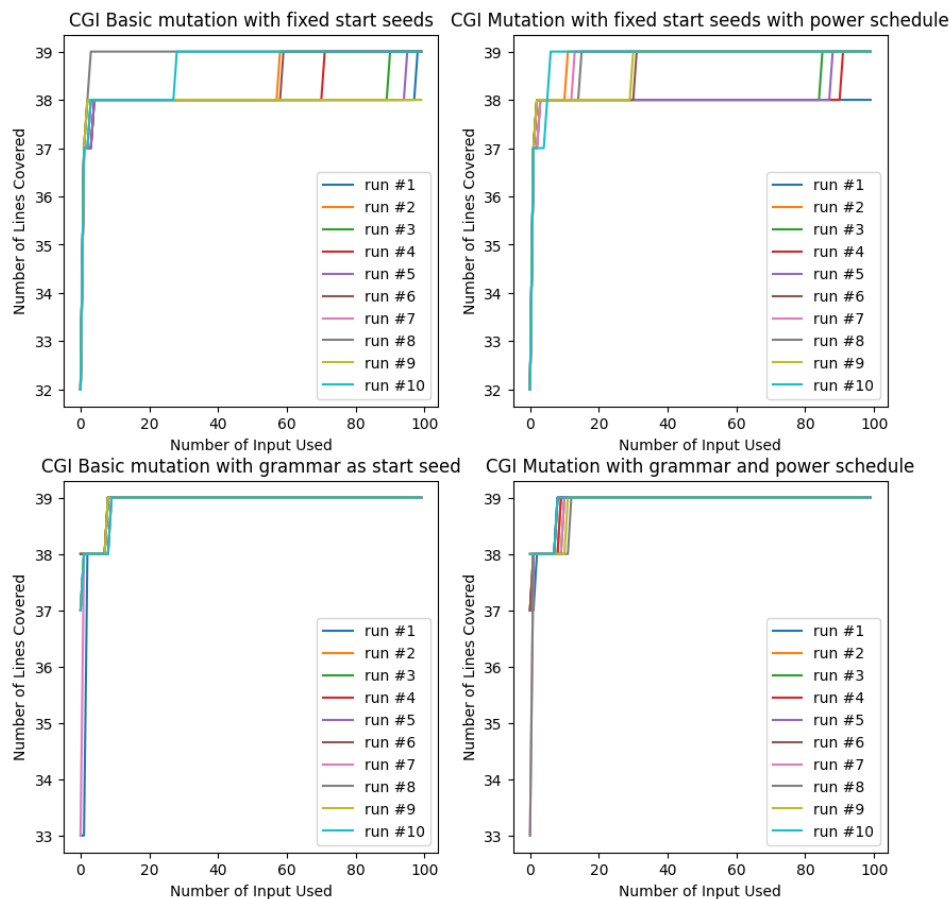 CGI Basic mutation with fixed start seeds
39
38
37
36
35
34
33
32
Number of Lines Covered
run #1
run #2
run #3
run #4
run #5
run #6
run #7
run #8
run #9
run #10
0 20 40 60 80 100
Number of Input Used
CGI Mutation with fixed start seeds with power schedule
39
38
37
36
35
34
33
32
Number of Lines Covered
run #1
run #2
run #3
run #4
run #5
run #6
run #7
run #8
run #9
run #10
0 20 40 60 80 100
Number of Input Used
CGI Basic mutation with grammar as start seed
39
38
37
36
35
34
33
Number of Lines Covered
run #1
run #2
run #3
run #4
run #5
run #6
run #7
run #8
run #9
run #10
0 20 40 60 80 100
Number of Input Used
CGI Mutation with grammar and power schedule
39
38
37
36
35
34
33
Number of Lines Covered
run #1
run #2
run #3
run #4
run #5
run #6
run #7
run #8
run #9
run #10
0 20 40 60 80 100
Number of Input Used